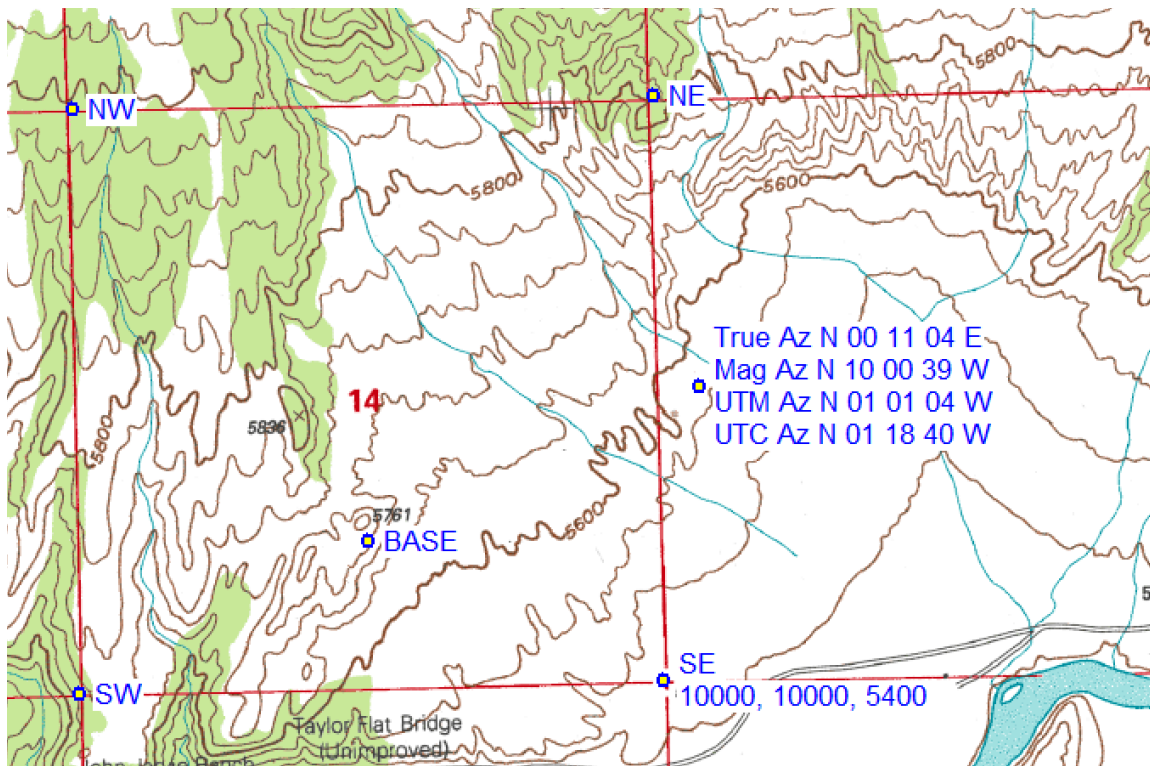 5800
NW
NE
5800
5600
True Az N 00 11 04 E
Mag Az N 10 00 39 W
UTM Az N 01 01 04 W
UTC Az N 01 18 40 W
14
5836
5800
5761
BASE
5600
5
SE
SW
10000, 10000, 5400
Taylor Flat Bridge
(Unimproved)